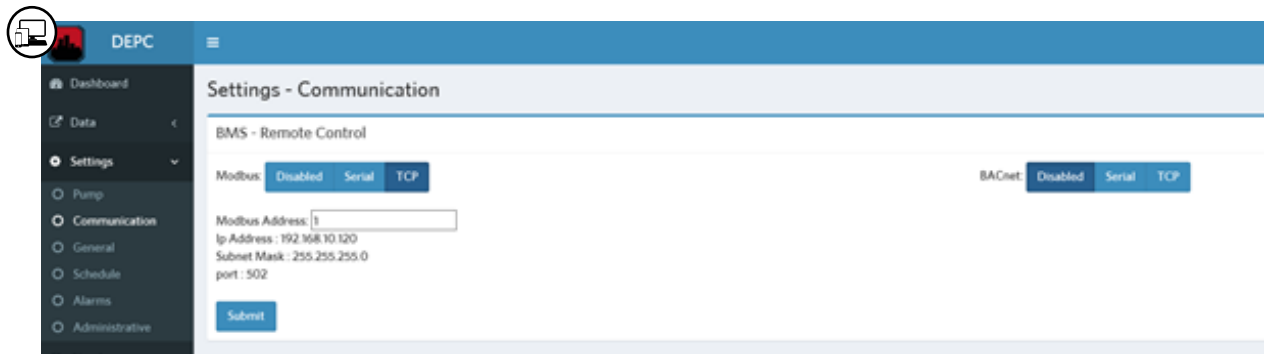 DEPC
Dashboard
Data
Settings
Pump
Communication
General
Schedule
Alarms
Administrative
Settings - Communication
BMS - Remote Control
Modbus: Disabled Serial TCP
BACnet: Disabled Serial TCP
Modbus Address: 1
Ip Address : 192.168.10.120
Subnet Mask : 255.255.255.0
port : 502
Submit